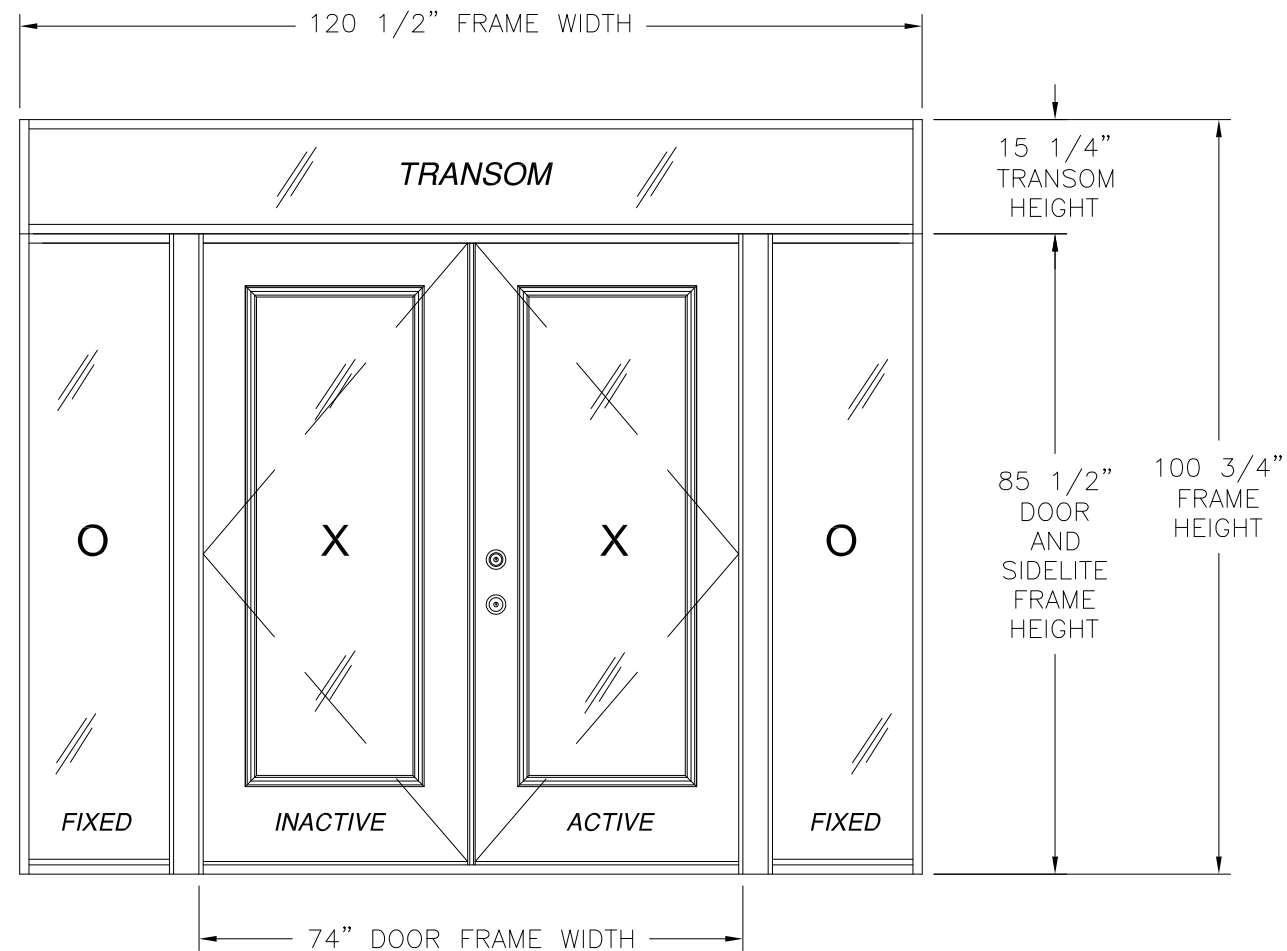 120 1/2” FRAME WIDTH
TRANSOM
15 1/4”
TRANSOM
HEIGHT
O
X
X
O
85 1/2”
DOOR
AND
SIDELITE
FRAME
HEIGHT
100 3/4”
FRAME
HEIGHT
FIXED
INACTIVE
ACTIVE
FIXED
74” DOOR FRAME WIDTH